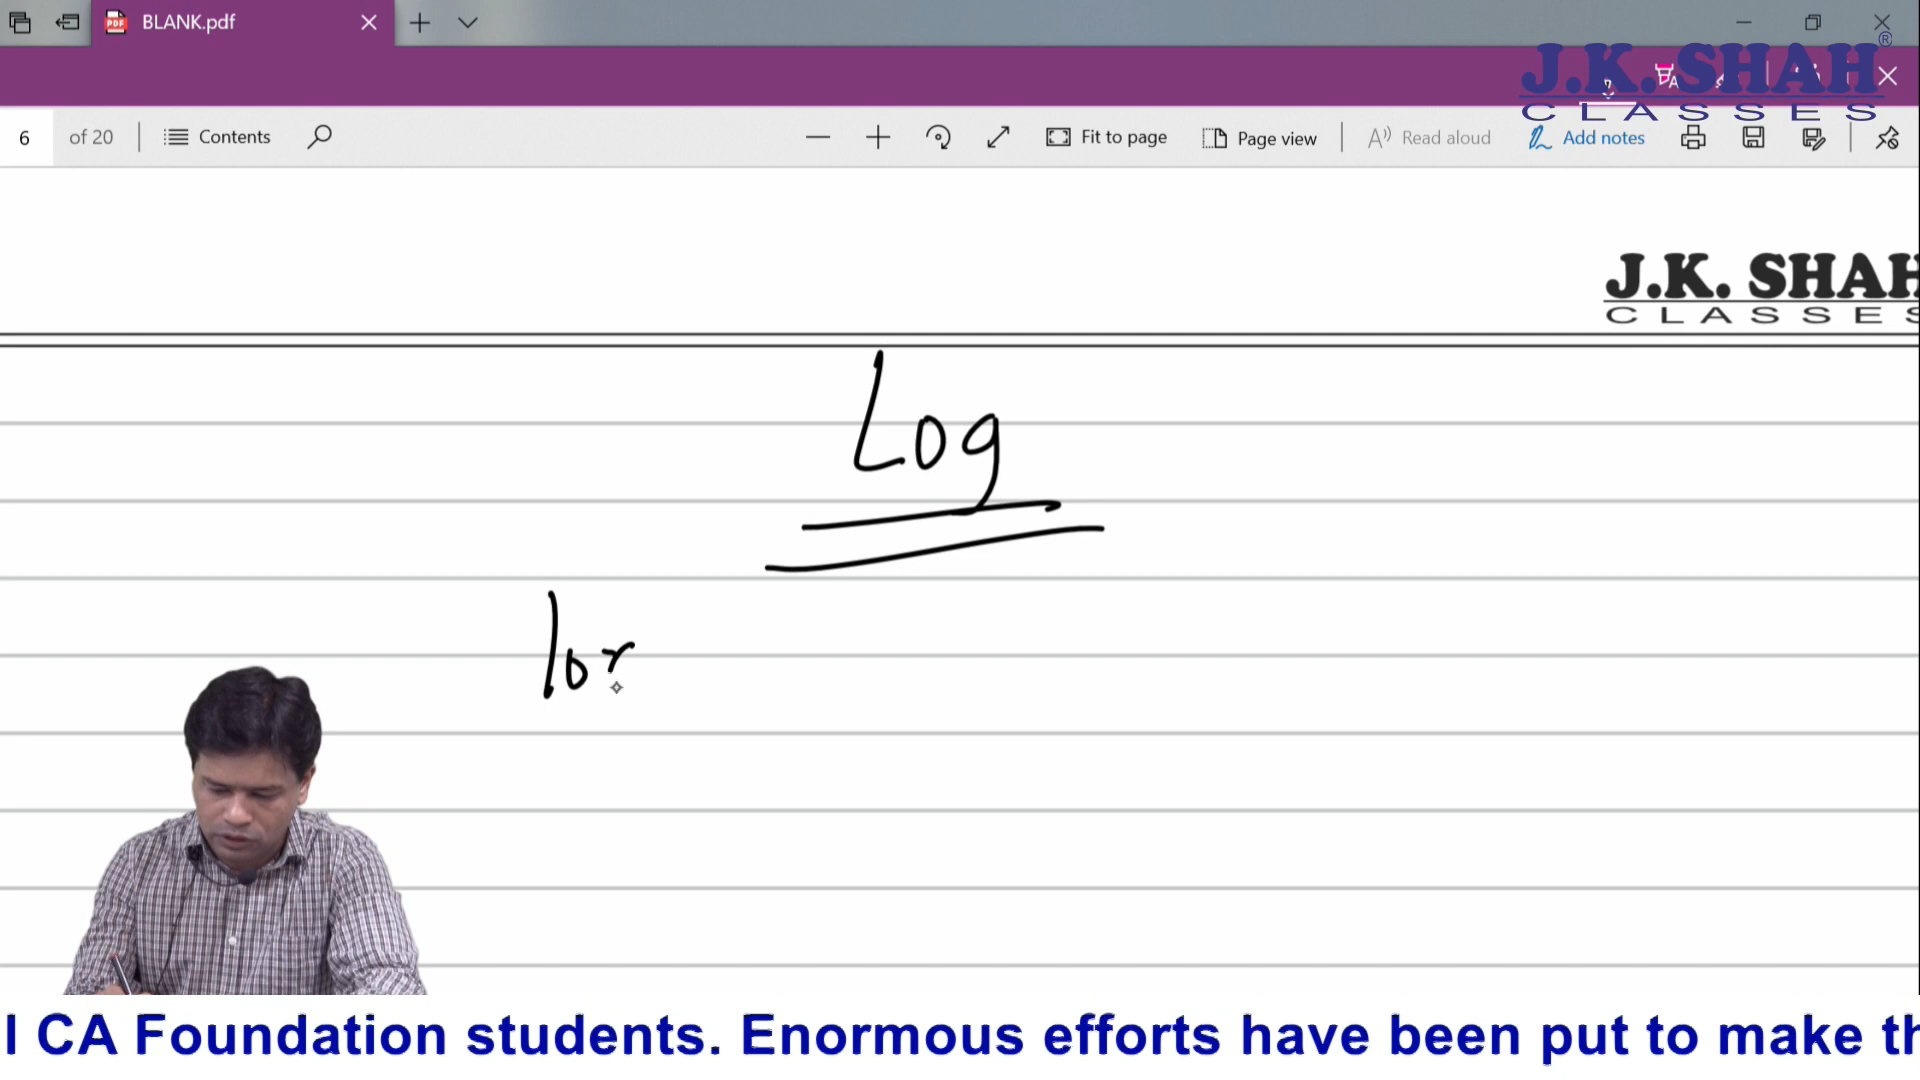 BLANK.pdf
J.K. SHAH®
CLASSES
6 of 20 Contents Fit to page Page view Read aloud Add notes
J.K. SHAH
CLASSES
Log
lo
l CA Foundation students. Enormous efforts have been put to make th